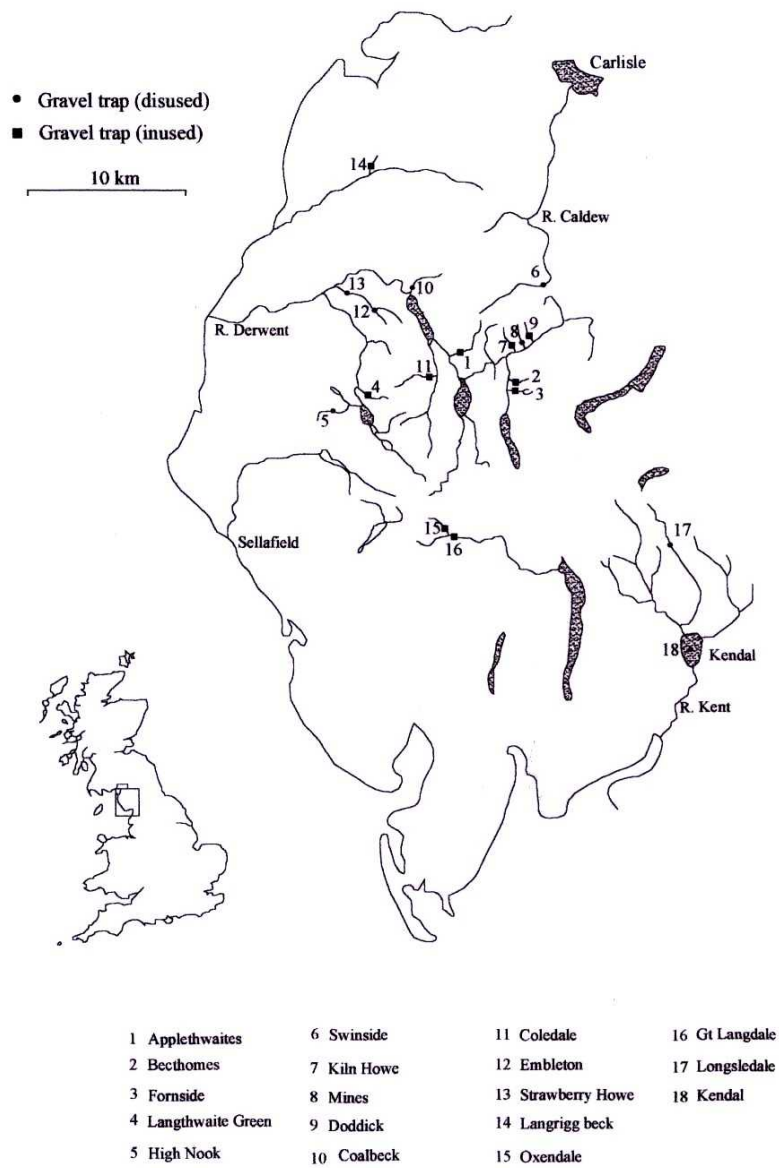 Carlisle
Gravel trap (disused)
Gravel trap (inused)
10 km
14
R. Caldew
6
13
10
12
R. Derwent
8
9
7
1
11
2
4
3
5
15
17
16
Sellafield
18
Kendal
R. Kent
1 Applethwaites
2 Becthomes
3 Fornside
4 Langthwaite Green
5 High Nook
6 Swinside
7 Kiln Howe
8 Mines
9 Doddick
10 Coalbeck
11 Coledale
12 Embleton
13 Strawberry Howe
14 Langrigg beck
15 Oxendale
16 Gt Langdale
17 Longsledale
18 Kendal